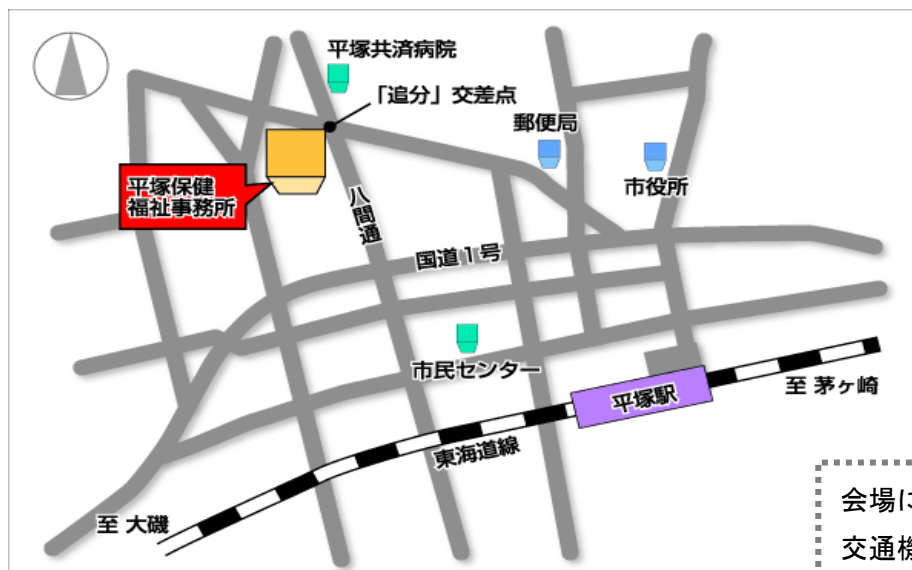 平塚共済病院
「追分」交差点
郵便局
市役所
平塚保健
福祉事務所
八間通
国道1号
市民センター
平塚駅
至 茅ヶ崎
東海道線
至 大磯
会場に
交通機